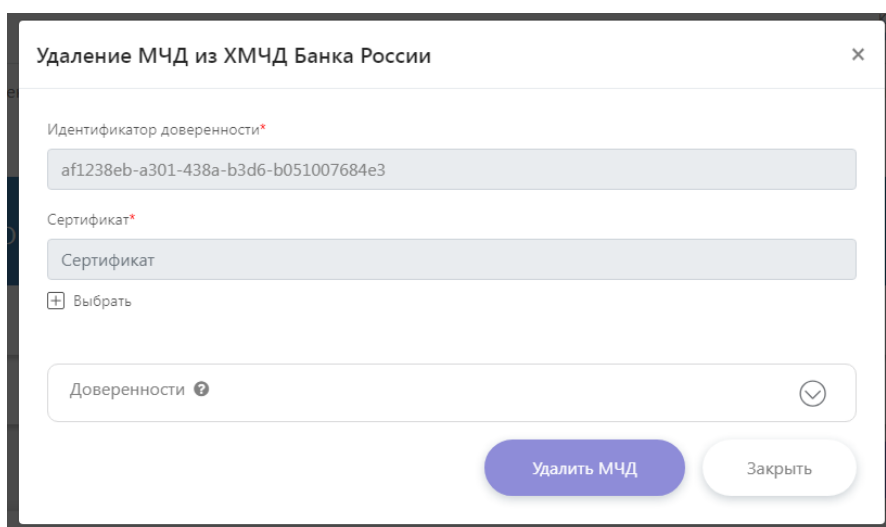 Удаление МЧД из ХМЧД Банка России
Идентификатор доверенности*
af1238eb-a301-438a-b3d6-b051007684e3
Сертификат*
Сертификат
Выбрать
Доверенности
Удалить МЧД Закрыть